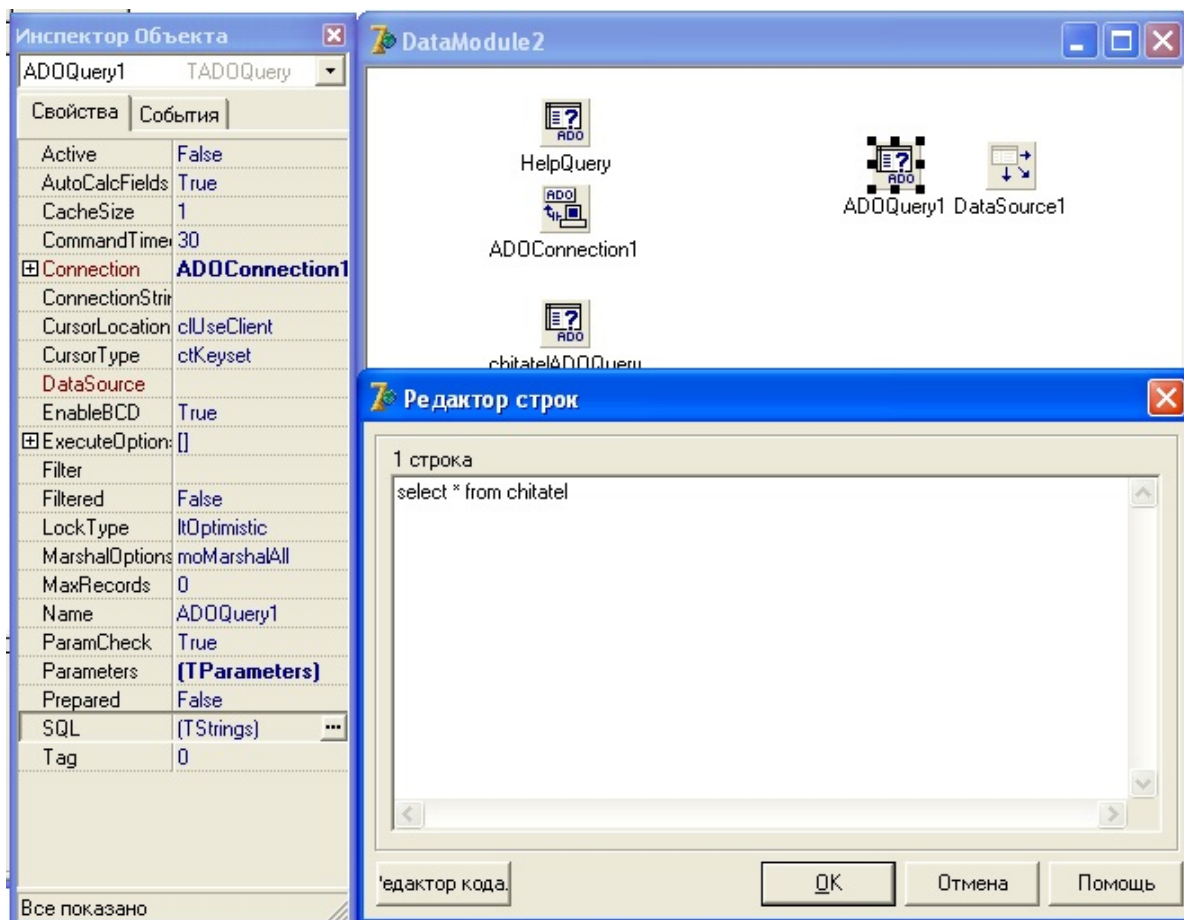 Инспектор Объекта
ADOQuery1 TADOQuery
Свойства События
Active False
AutoCalcFields True
CacheSize 1
CommandTime 30
Connection ADOConnection1
ConnectionStrin
CursorLocation clUseClient
CursorType ctKeyset
DataSource
EnableBCD True
ExecuteOption []
Filter
Filtered False
LockType ltOptimistic
MarshalOptions moMarshalAll
MaxRecords 0
Name ADOQuery1
ParamCheck True
Parameters (TParameters)
Prepared False
SQL (TStrings) ...
Tag 0
Все показано
DataModule2
HelpQuery
ADOConnection1
chitatelADOQuery
ADOQuery1 DataSource1
Редактор строк
1 строка
select * from chitatel
'едактор кода. OK Отмена Помощь